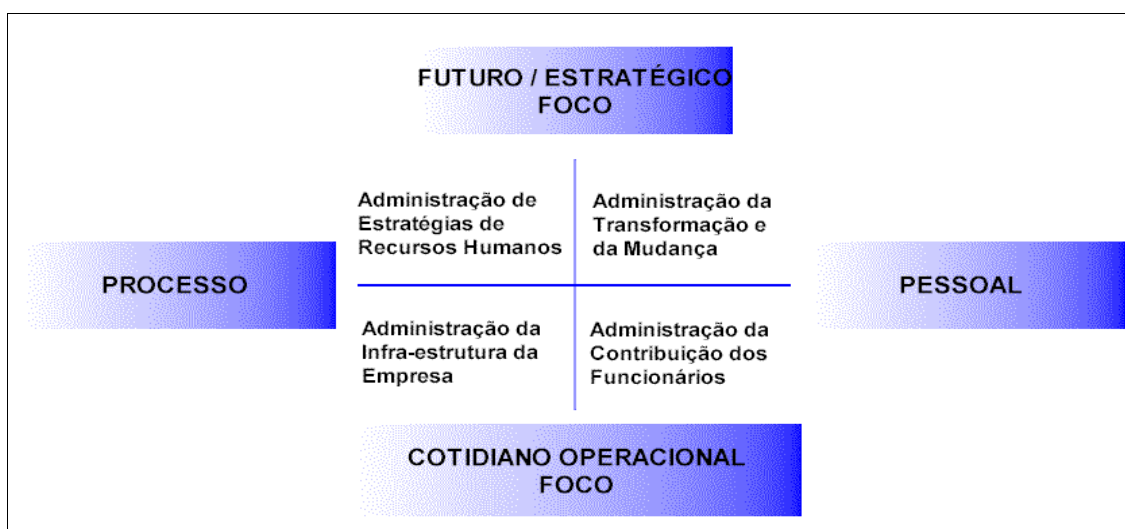 FUTURO / ESTRATÉGICO
FOCO
Administração de
Estratégias de
Recursos Humanos
Administração da
Transformação e
da Mudança
PROCESSO
PESSOAL
Administração da
Infra-estrutura da
Empresa
Administração da
Contribuição dos
Funcionários
COTIDIANO OPERACIONAL
FOCO